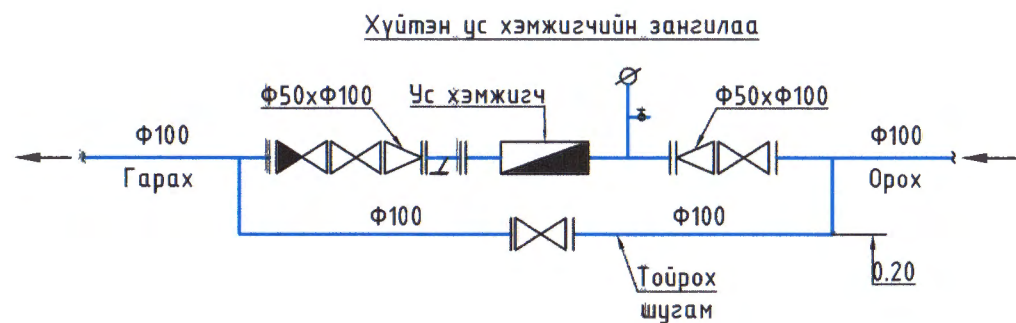 Хүйтэн ус хэмжигчийн зангилаа
Ф50хФ100
Ус хэмжигч
Ф50хФ100
Ф100
Ф100
Гарах
Орох
Ф100
Ф100
Тойрох
шугам
0.20